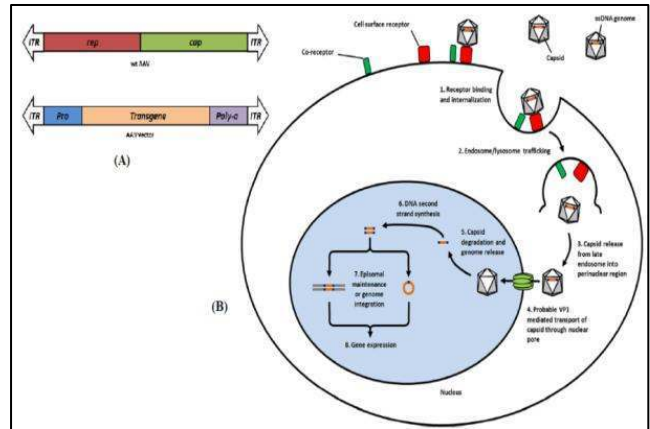 ITR rep cap ITR
wt AAV
ITR Pro Transgene Poly-a ITR
AAV vector
(A)
(B)
Co-receptor
Cell surface receptor
Capsid
ssDNA genome
1. Receptor binding
and internalization
2. Endosome/lysosome trafficking
3. Capsid release
from late
endosome into
perinuclear region
4. Probable VP1
mediated transport of
capsid through nuclear
pore
5. Capsid
degradation and
genome release
6. DNA second
strand synthesis
7. Episomal
maintenance
or genome
integration
8. Gene expression
Nucleus